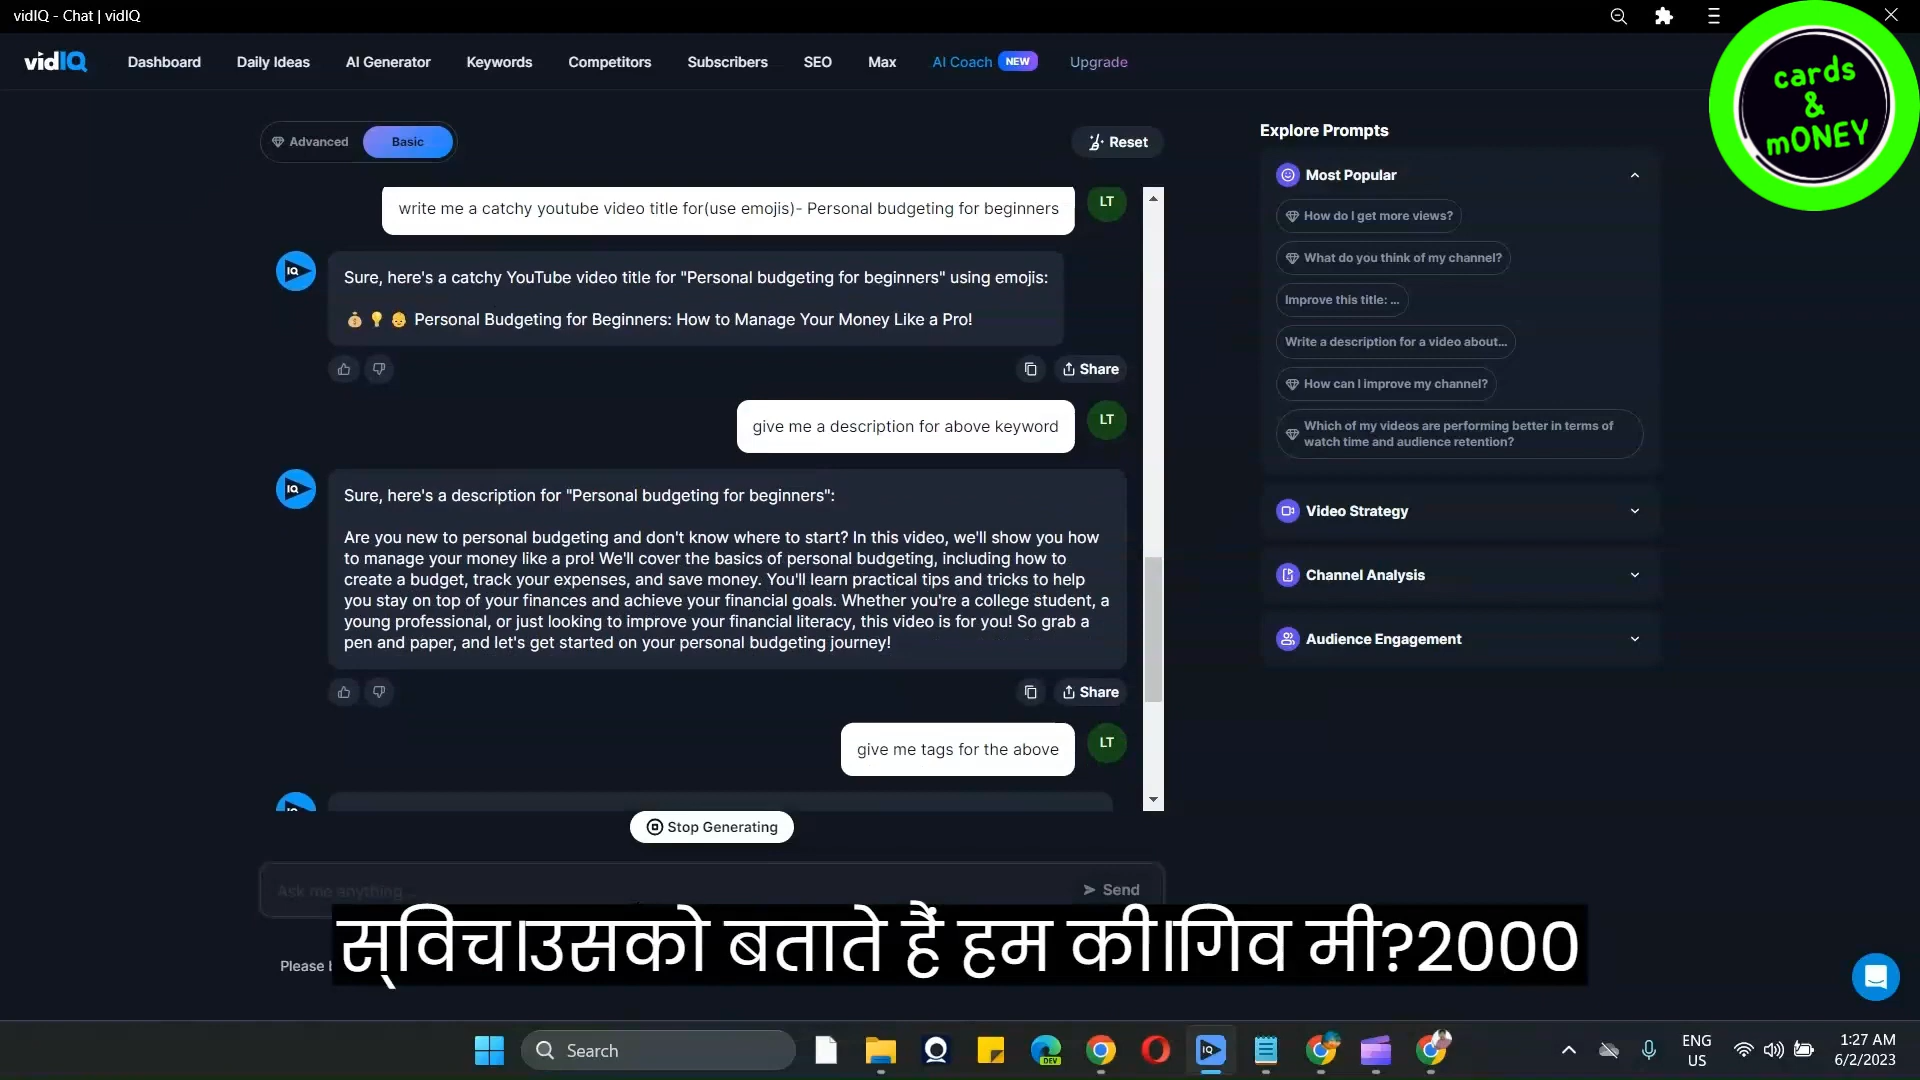 vidIQ - Chat | vidIQ
vidIQ Dashboard Daily Ideas AI Generator Keywords Competitors Subscribers SEO Max AI Coach NEW Upgrade
cards
&
mONEY
Advanced Basic
Reset
write me a catchy youtube video title for(use emojis)- Personal budgeting for beginners
LT
IQ
Sure, here's a catchy YouTube video title for "Personal budgeting for beginners" using emojis:
💰 💡 👶 Personal Budgeting for Beginners: How to Manage Your Money Like a Pro!
Share
give me a description for above keyword
LT
IQ
Sure, here's a description for "Personal budgeting for beginners":
Are you new to personal budgeting and don't know where to start? In this video, we'll show you how
to manage your money like a pro! We'll cover the basics of personal budgeting, including how to
create a budget, track your expenses, and save money. You'll learn practical tips and tricks to help
you stay on top of your finances and achieve your financial goals. Whether you're a college student, a
young professional, or just looking to improve your financial literacy, this video is for you! So grab a
pen and paper, and let's get started on your personal budgeting journey!
Share
give me tags for the above
LT
Stop Generating
Ask me anything...
Send
Please
Explore Prompts
Most Popular
How do I get more views?
What do you think of my channel?
Improve this title: ...
Write a description for a video about...
How can I improve my channel?
Which of my videos are performing better in terms of
watch time and audience retention?
Video Strategy
Channel Analysis
Audience Engagement
स्विच।उसको बताते हैं हम की।गिव मी?2000
Search
DEV
IQ
ENG
US
1:27 AM
6/2/2023